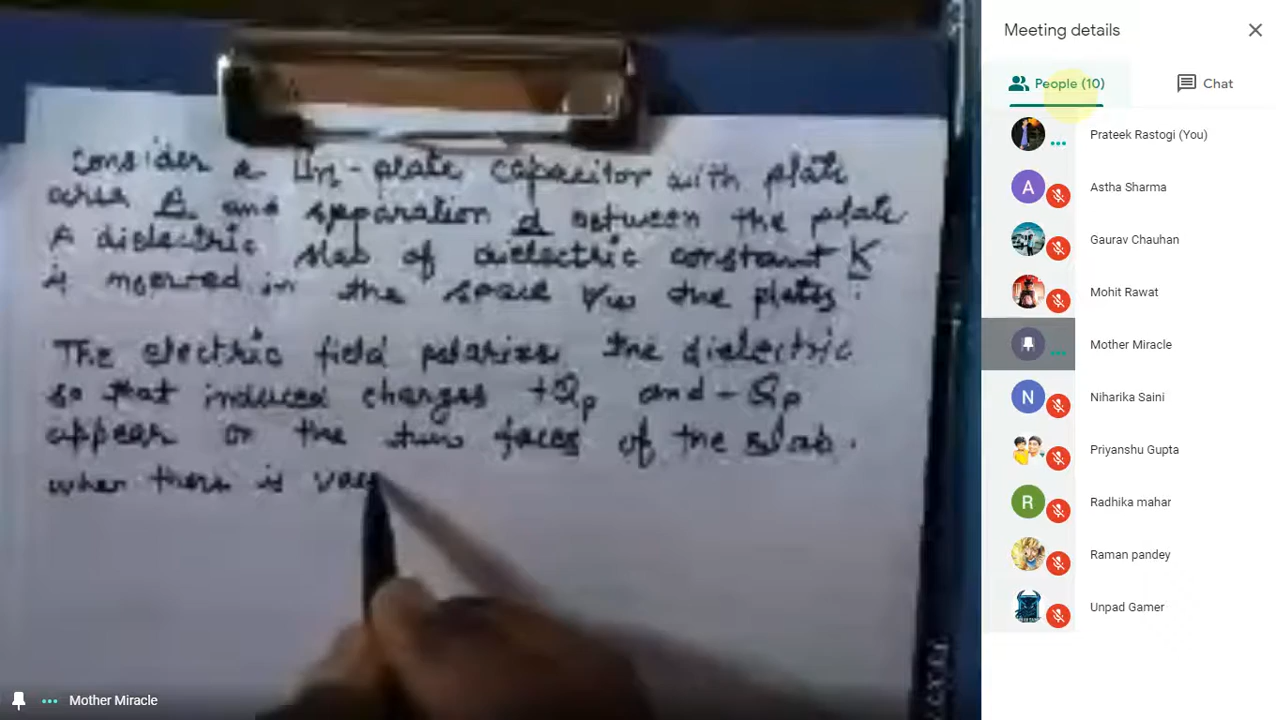 Consider a lln-plate capacitor with plate
area A and separation d between the plate
A dielectric slab of dielectric constant K
is inserted in the space b/w the plates.
The electric field polarizes the dielectric
so that induced charges +Qp and -Qp
appear on the two faces of the slab.
when there is vacu
Mother Miracle
Meeting details
People (10)
Chat
Prateek Rastogi (You)
A
Astha Sharma
Gaurav Chauhan
Mohit Rawat
Mother Miracle
N
Niharika Saini
Priyanshu Gupta
R
Radhika mahar
Raman pandey
Unpad Gamer